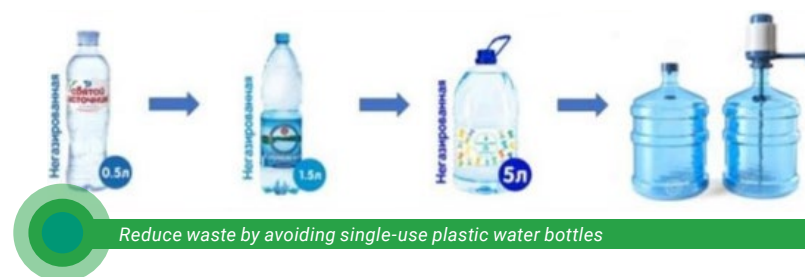 Негазированная
святой
источник
0.5л
Негазированная
1.5л
Негазированная
5л
Reduce waste by avoiding single-use plastic water bottles